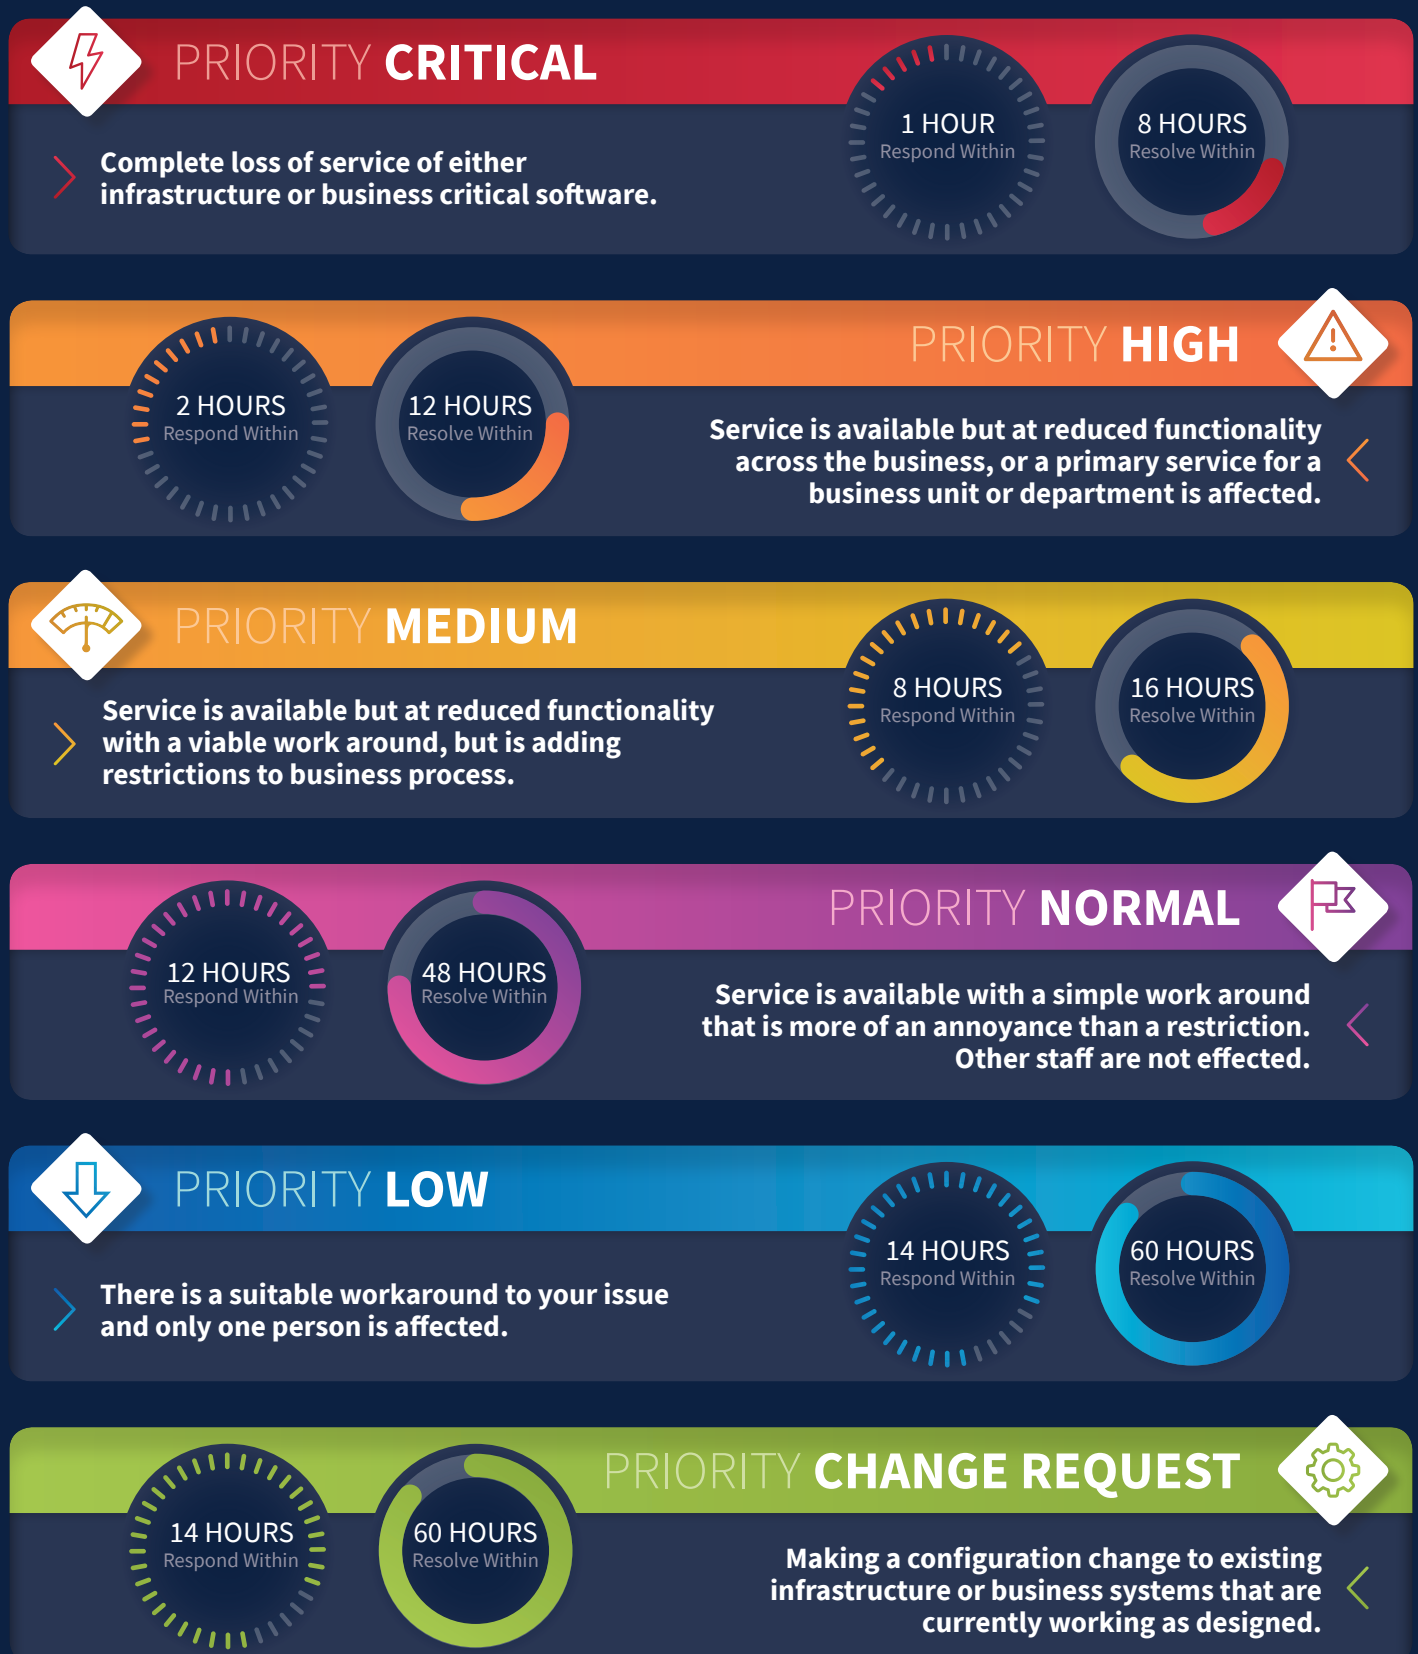 PRIORITY CRITICAL
1 HOUR
Respond Within
8 HOURS
Resolve Within
Complete loss of service of either
infrastructure or business critical software.
PRIORITY HIGH
2 HOURS
Respond Within
12 HOURS
Resolve Within
Service is available but at reduced functionality
across the business, or a primary service for a
business unit or department is affected.
PRIORITY MEDIUM
8 HOURS
Respond Within
16 HOURS
Resolve Within
Service is available but at reduced functionality
with a viable work around, but is adding
restrictions to business process.
PRIORITY NORMAL
12 HOURS
Respond Within
48 HOURS
Resolve Within
Service is available with a simple work around
that is more of an annoyance than a restriction.
Other staff are not effected.
PRIORITY LOW
14 HOURS
Respond Within
60 HOURS
Resolve Within
There is a suitable workaround to your issue
and only one person is affected.
PRIORITY CHANGE REQUEST
14 HOURS
Respond Within
60 HOURS
Resolve Within
Making a configuration change to existing
infrastructure or business systems that are
currently working as designed.